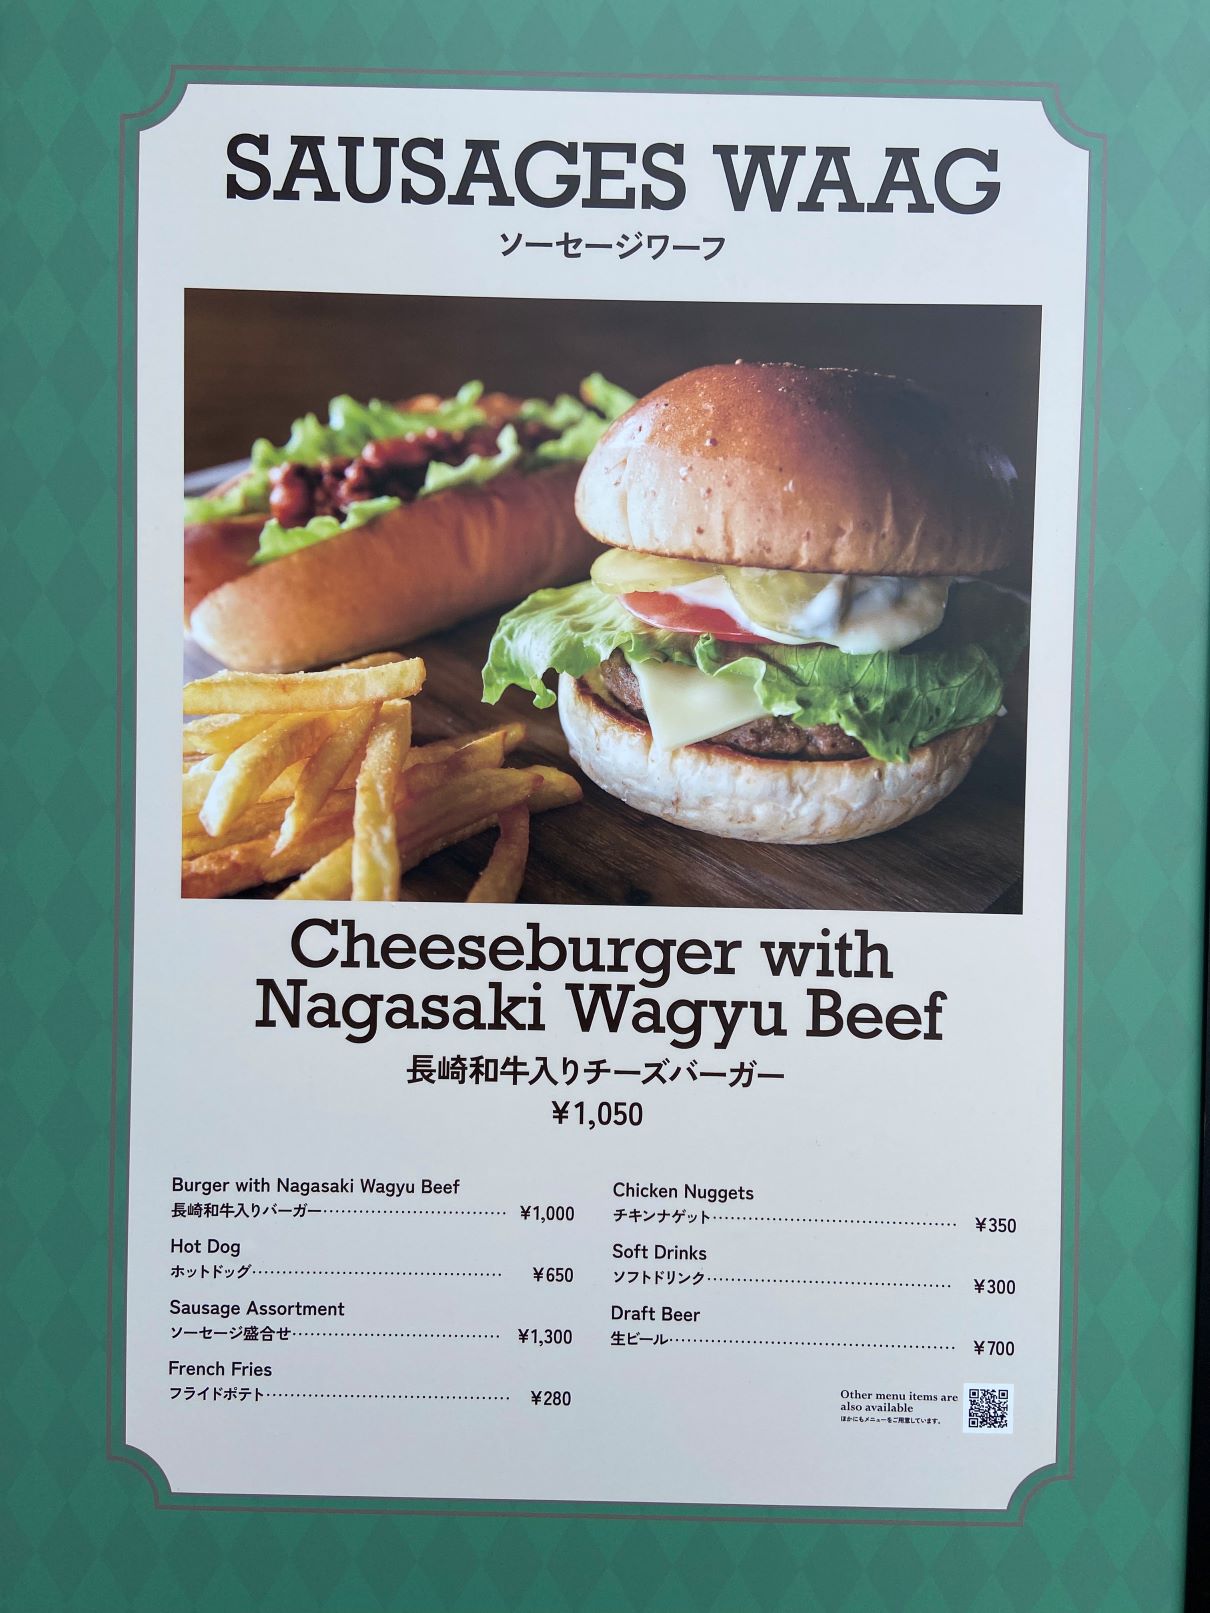 SAUSAGES WAAG
ソーセージワーフ
Cheeseburger with
Nagasaki Wagyu Beef
長崎和牛入りチーズバーガー
¥1,050
Burger with Nagasaki Wagyu Beef
長崎和牛入りバーガー ¥1,000
Hot Dog
ホットドッグ ¥650
Sausage Assortment
ソーセージ盛合せ ¥1,300
French Fries
フライドポテト ¥280
Chicken Nuggets
チキンナゲット ¥350
Soft Drinks
ソフトドリンク ¥300
Draft Beer
生ビール ¥700
Other menu items are
also available
ほかにもメニューをご用意しています。